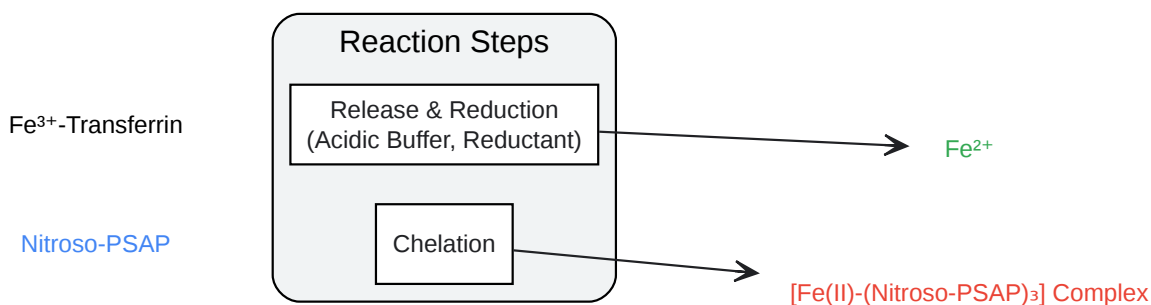 Reaction Steps
Fe³⁺-Transferrin
Release & Reduction
(Acidic Buffer, Reductant)
Fe²⁺
Nitroso-PSAP
Chelation
[Fe(II)-(Nitroso-PSAP)₃] Complex